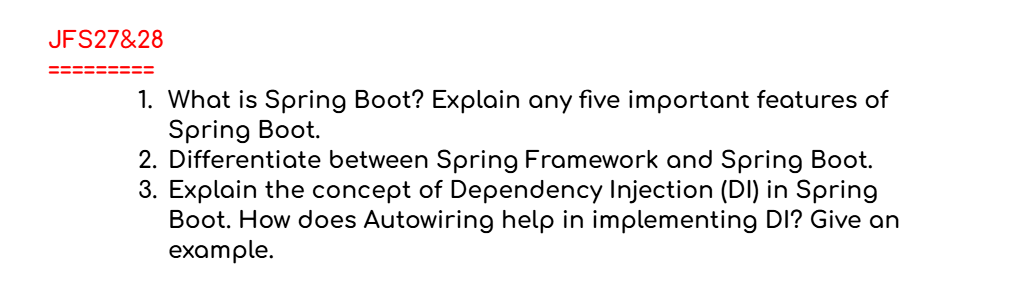 JFS27&28
=========
1. What is Spring Boot? Explain any five important features of
Spring Boot.
2. Differentiate between Spring Framework and Spring Boot.
3. Explain the concept of Dependency Injection (DI) in Spring
Boot. How does Autowiring help in implementing DI? Give an
example.